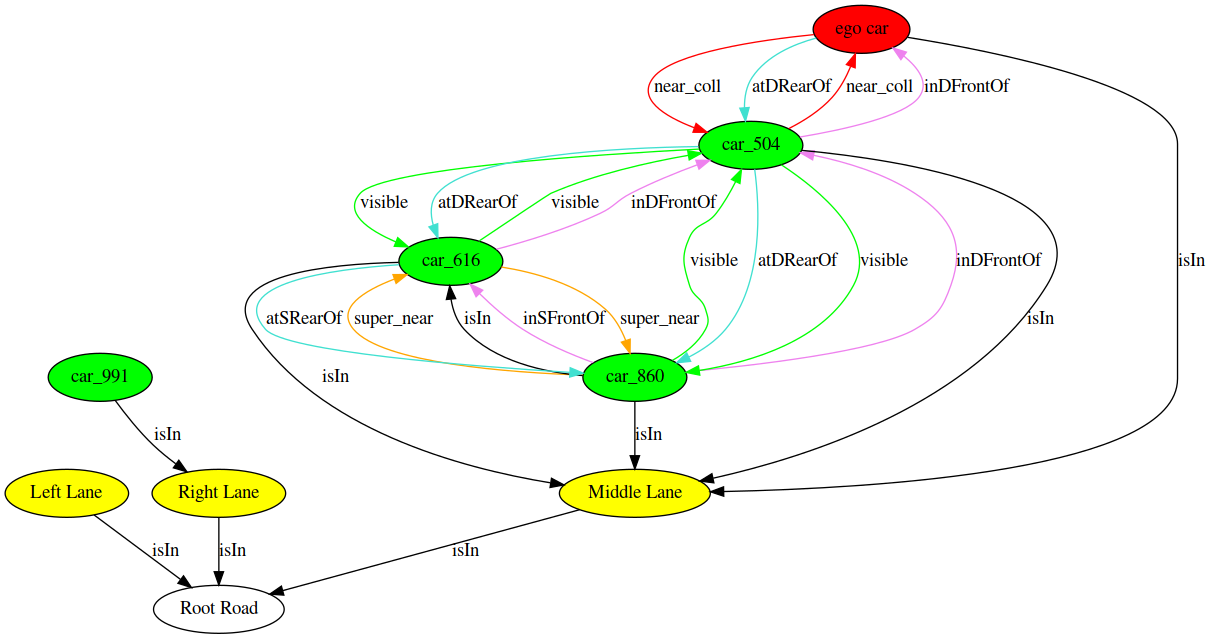 ego car
near_coll
atDRearOf
near_coll
inDFrontOf
car_504
visible
atDRearOf
visible
inDFrontOf
car_616
visible
atDRearOf
visible
inDFrontOf
isIn
atSRearOf
super_near
isIn
inSFrontOf
super_near
isIn
car_991
isIn
car_860
isIn
isIn
Left Lane
Right Lane
Middle Lane
isIn
isIn
isIn
Root Road